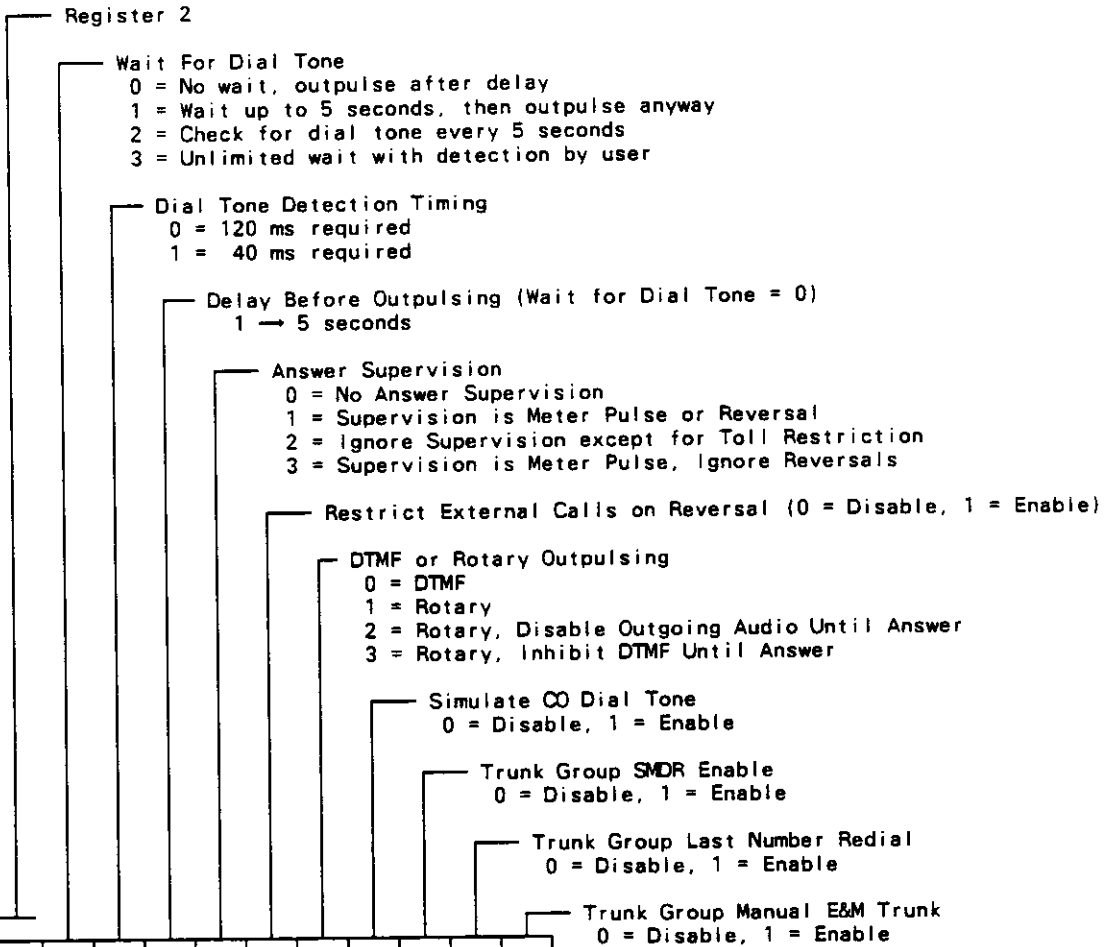 Register 2
Wait For Dial Tone
0 = No wait, outpulse after delay
1 = Wait up to 5 seconds, then outpulse anyway
2 = Check for dial tone every 5 seconds
3 = Unlimited wait with detection by user
Dial Tone Detection Timing
0 = 120 ms required
1 = 40 ms required
Delay Before Outpulsing (Wait for Dial Tone = 0)
1 → 5 seconds
Answer Supervision
0 = No Answer Supervision
1 = Supervision is Meter Pulse or Reversal
2 = Ignore Supervision except for Toll Restriction
3 = Supervision is Meter Pulse, Ignore Reversals
Restrict External Calls on Reversal (0 = Disable, 1 = Enable)
DTMF or Rotary Outpulsing
0 = DTMF
1 = Rotary
2 = Rotary, Disable Outgoing Audio Until Answer
3 = Rotary, Inhibit DTMF Until Answer
Simulate CO Dial Tone
0 = Disable, 1 = Enable
Trunk Group SMDR Enable
0 = Disable, 1 = Enable
Trunk Group Last Number Redial
0 = Disable, 1 = Enable
Trunk Group Manual E&M Trunk
0 = Disable, 1 = Enable